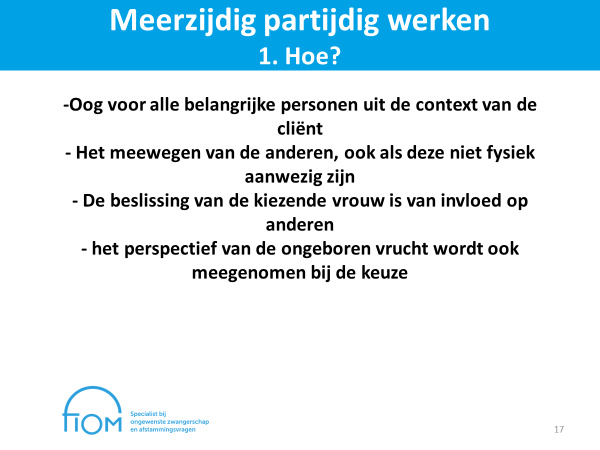 Meerzijdig partijdig werken
1. Hoe?
-Oog voor alle belangrijke personen uit de context van de
cliënt
- Het meewegen van de anderen, ook als deze niet fysiek
aanwezig zijn
- De beslissing van de kiezende vrouw is van invloed op
anderen
- het perspectief van de ongeboren vrucht wordt ook
meegenomen bij de keuze
FIOM
Specialist bij
ongewenste zwangerschap
en afstammingsvragen
17